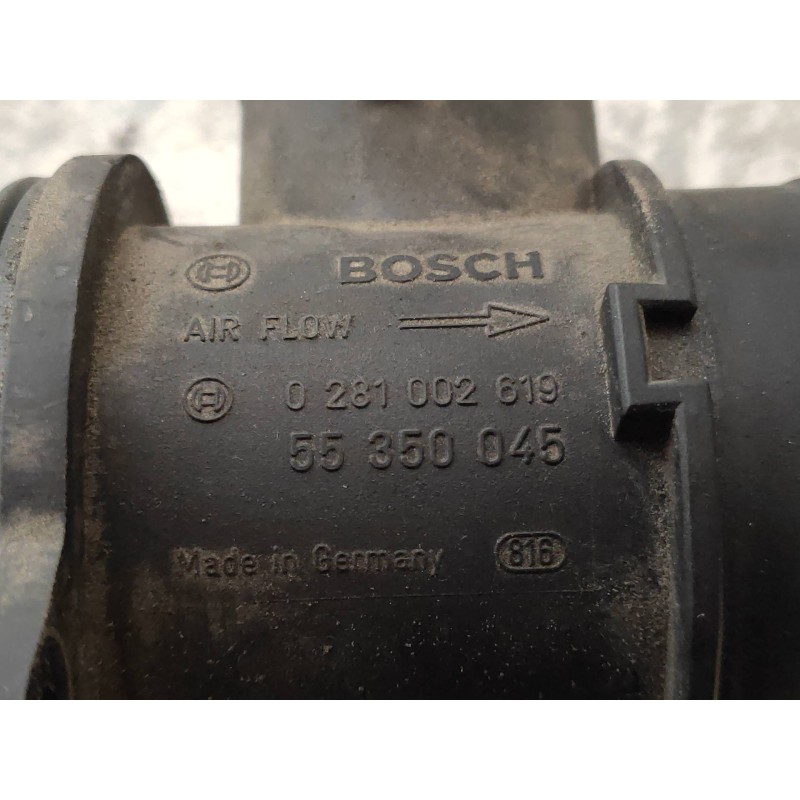 BOSCH
AIR FLOW
0 281 002 619
55 350 045
Made in Germany 816